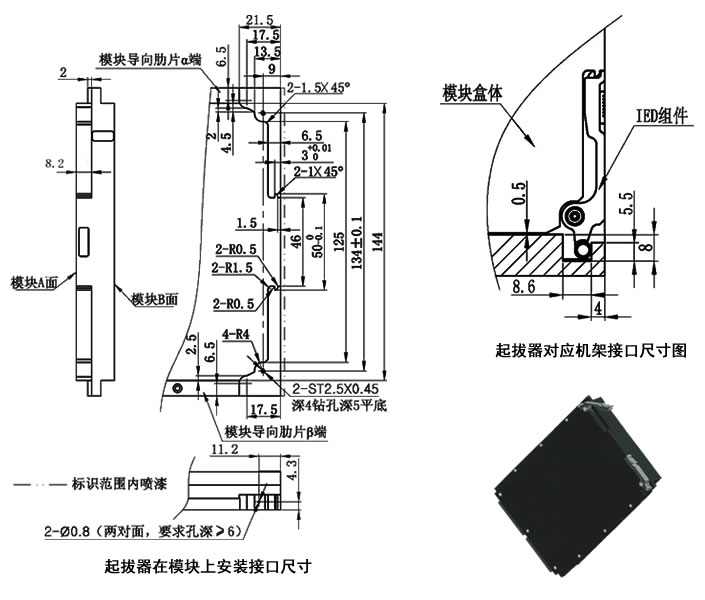 21.5
17.5
13.5
9
6.5
模块导向肋片α端
2
2-1.5×45°
2
4.5
6.5
3 +0.01 0
2-1×45°
8.2
1.5
46
50 0 -0.1
125
134±0.1
144
2-R0.5
2-R1.5
2-R0.5
模块A面
模块B面
4-R4
2.5
6.5
2-ST2.5×0.45
深4钻孔深5平底
17.5
模块导向肋片β端
11.2
4.3
标识范围内喷漆
2-Ø0.8（两对面，要求孔深≥6）
起拔器在模块上安装接口尺寸
模块盒体
IED组件
0.5
5.5
8
8.6
4
起拔器对应机架接口尺寸图